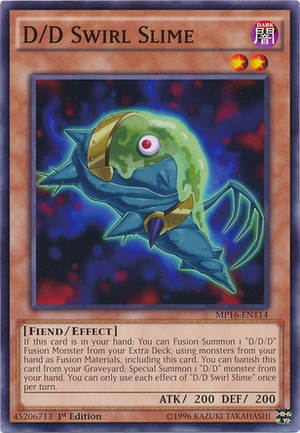 D/D Swirl Slime
DARK
闇
MP16-EN114
[FIEND/EFFECT]
If this card is in your hand: You can Fusion Summon 1 "D/D/D"
Fusion Monster from your Extra Deck, using monsters from your
hand as Fusion Materials, including this card. You can banish this
card from your Graveyard; Special Summon 1 "D/D" monster from
your hand. You can only use each effect of "D/D Swirl Slime" once
per turn.
ATK/ 200 DEF/ 200
45206713 1st Edition ©1996 KAZUKI TAKAHASHI